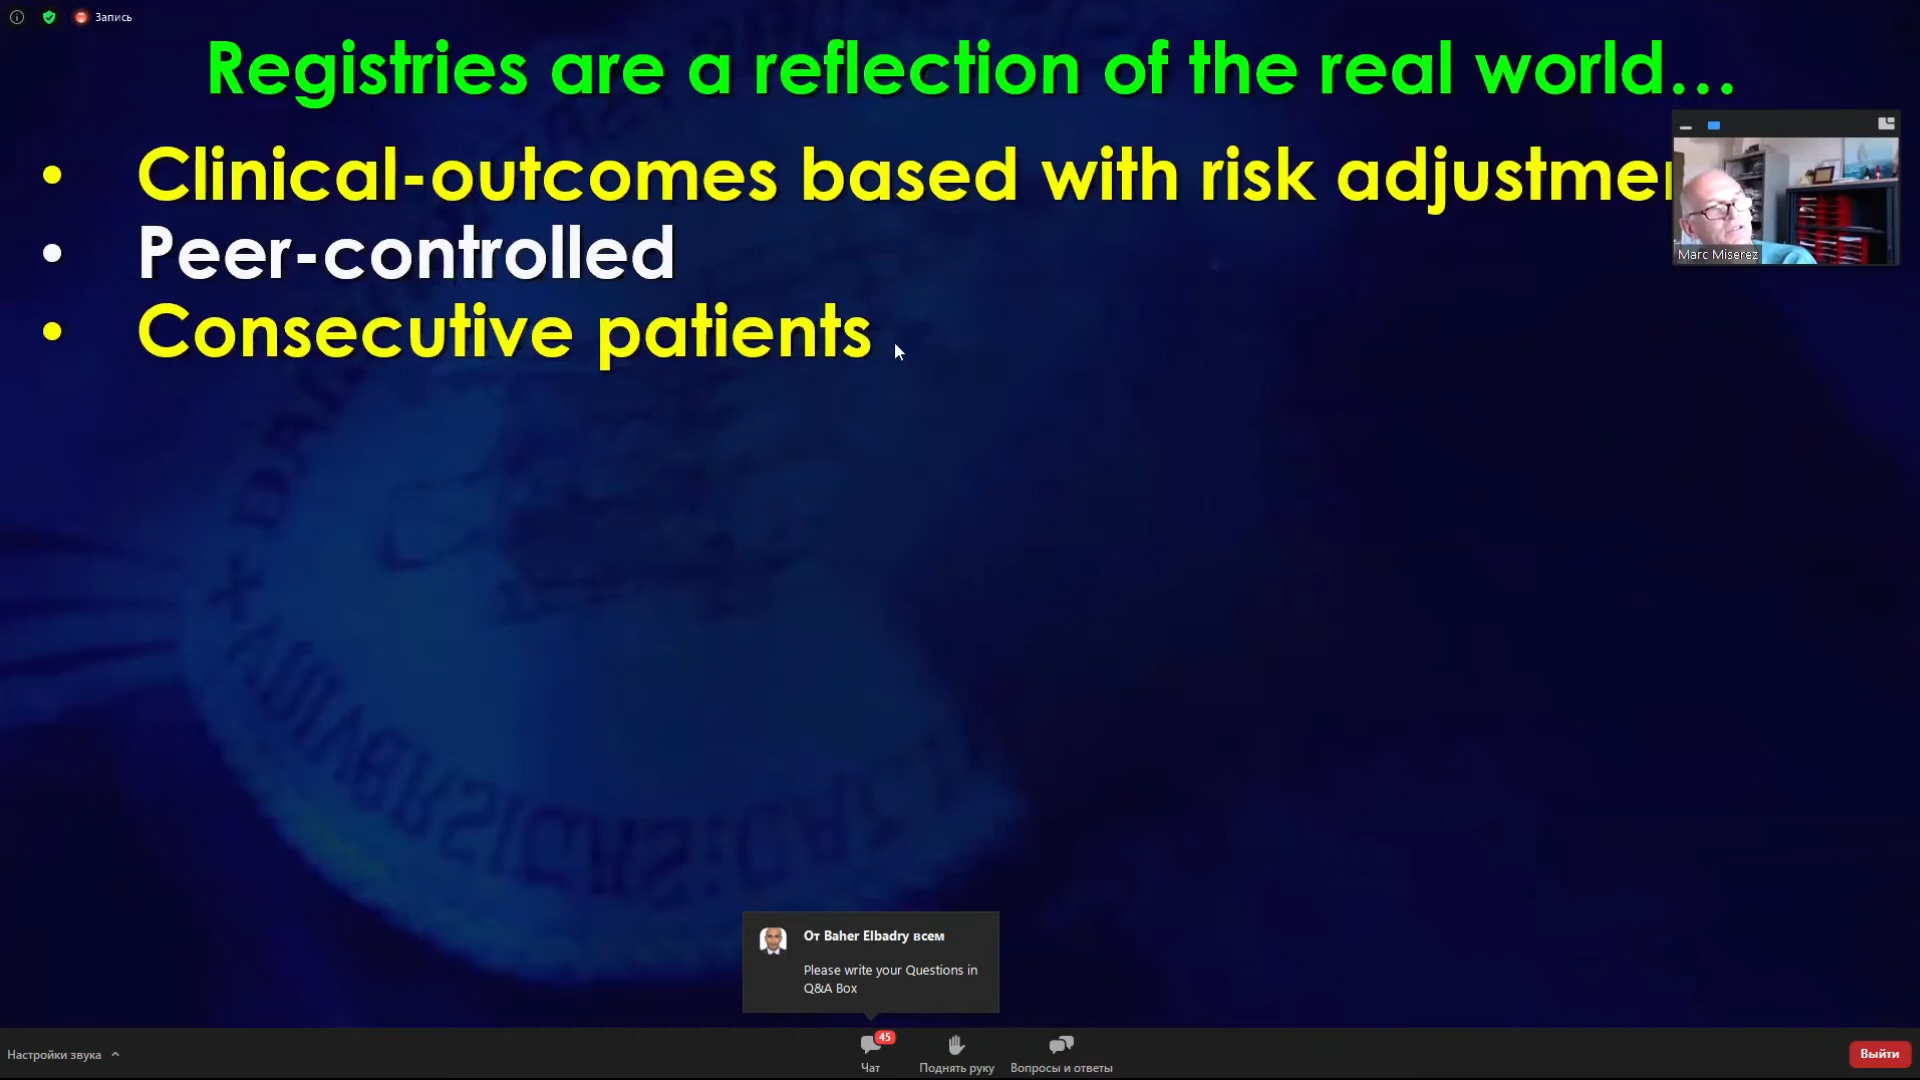 Запись
Registries are a reflection of the real world...
• Clinical-outcomes based with risk adjustme
• Peer-controlled
• Consecutive patients
Marc Miserez
От Baher Elbadry всем
Please write your Questions in
Q&A Box
Настройки звука
45
Чат
Поднять руку
Вопросы и ответы
Выйти